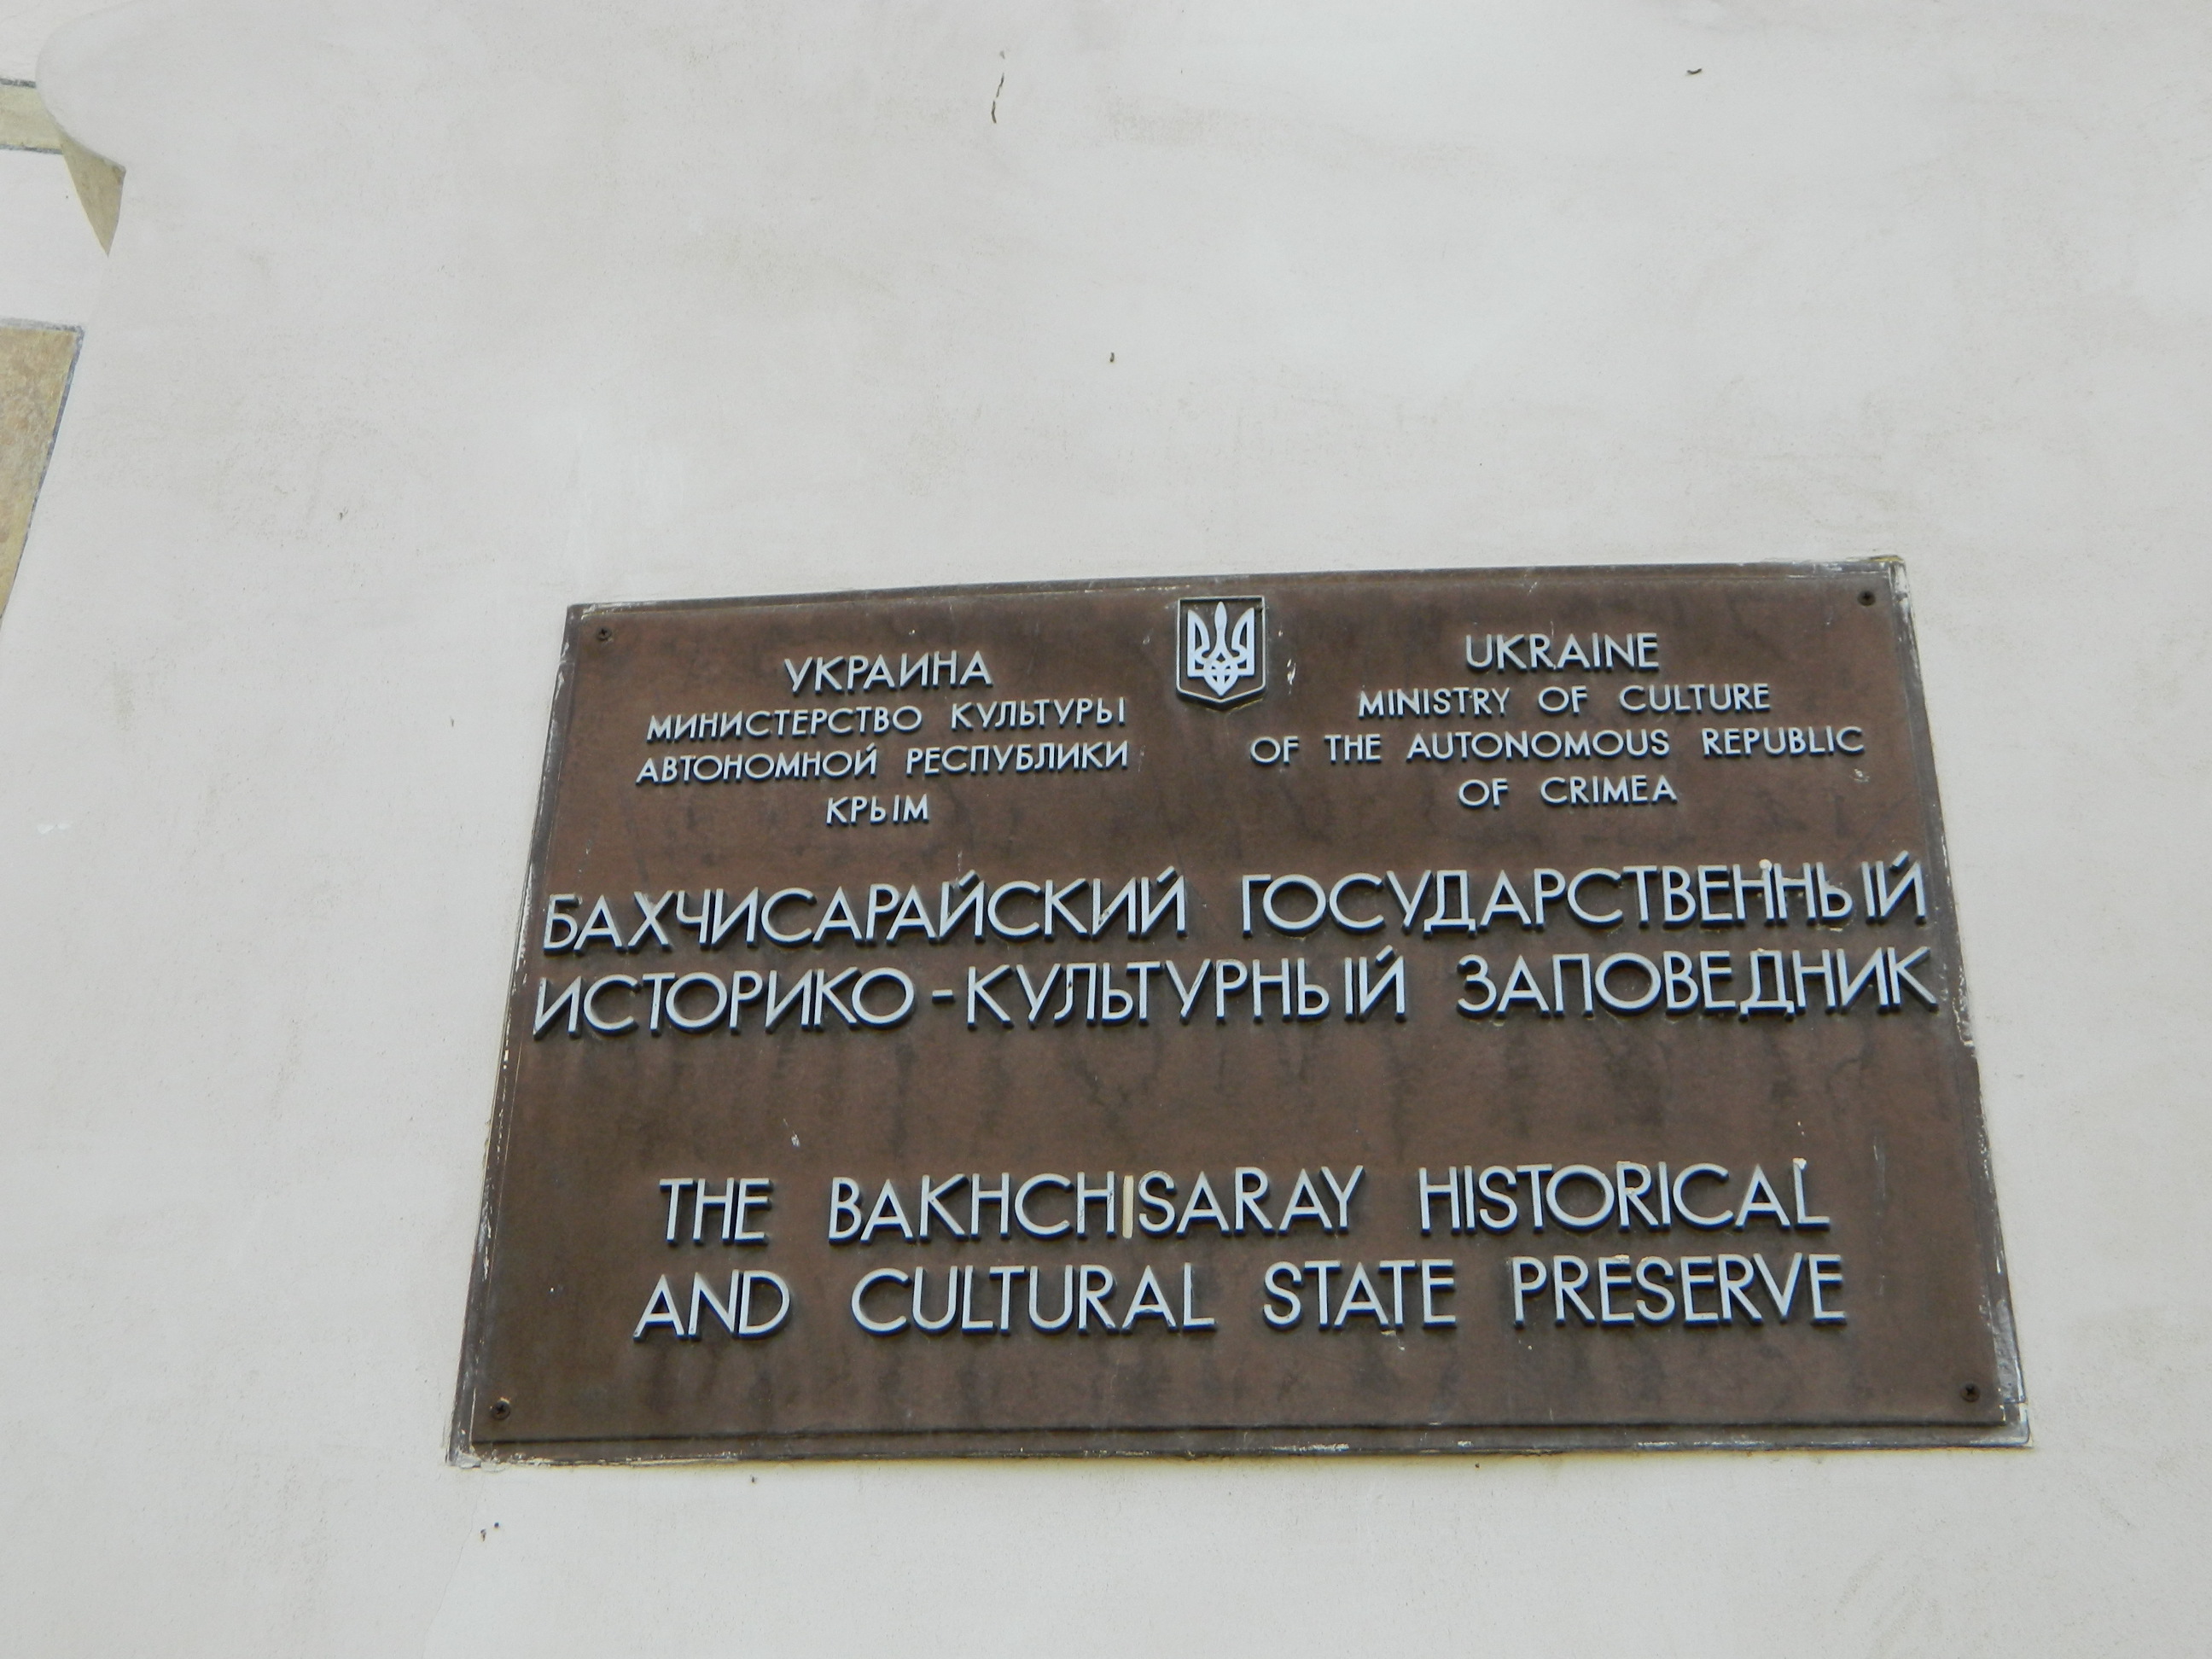 УКРАИНА
МИНИСТЕРСТВО КУЛЬТУРЫ
АВТОНОМНОЙ РЕСПУБЛИКИ
КРЫМ
UKRAINE
MINISTRY OF CULTURE
OF THE AUTONOMOUS REPUBLIC
OF CRIMEA
БАХЧИСАРАЙСКИЙ ГОСУДАРСТВЕННЫЙ
ИСТОРИКО-КУЛЬТУРНЫЙ ЗАПОВЕДНИК
THE BAKHCHISARAY HISTORICAL
AND CULTURAL STATE PRESERVE